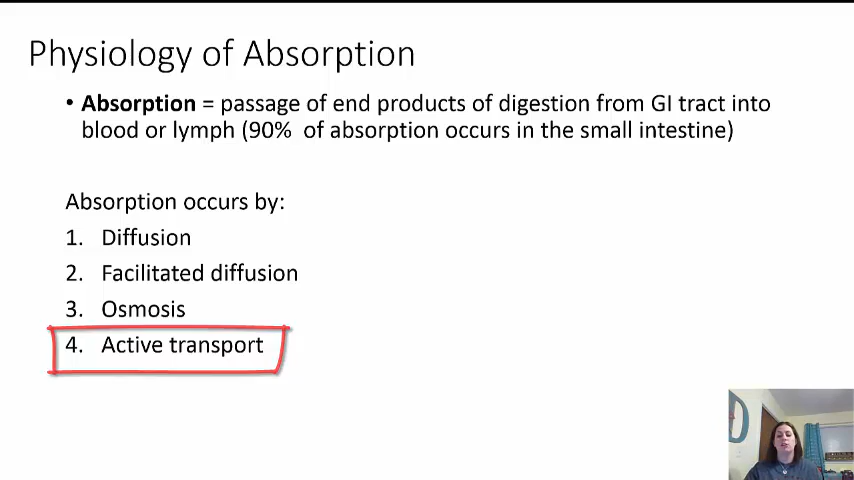 Physiology of Absorption
• Absorption = passage of end products of digestion from GI tract into
blood or lymph (90% of absorption occurs in the small intestine)
Absorption occurs by:
1. Diffusion
2. Facilitated diffusion
3. Osmosis
4. Active transport
D